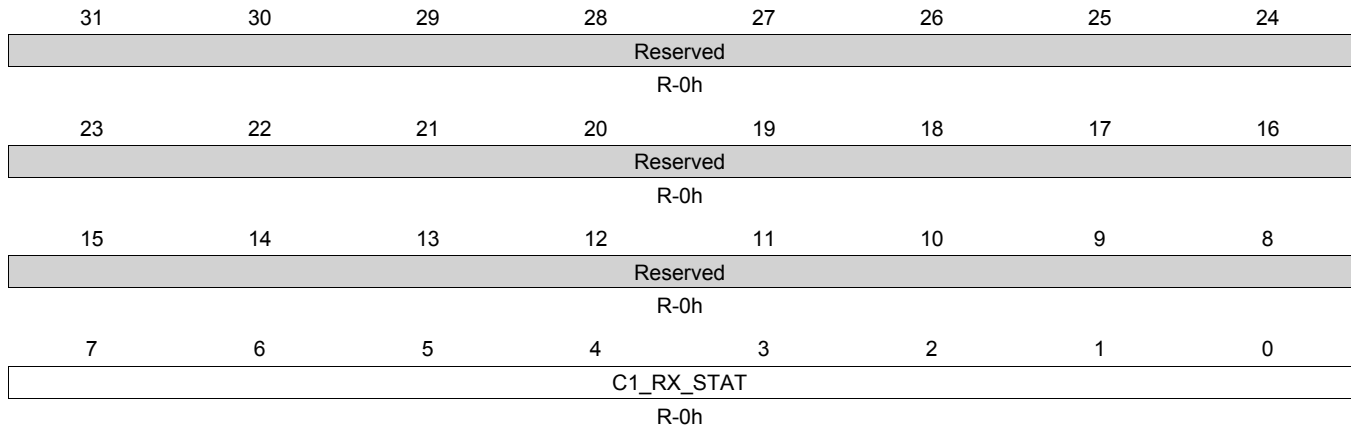 31 30 29 28 27 26 25 24
Reserved
R-0h
23 22 21 20 19 18 17 16
Reserved
R-0h
15 14 13 12 11 10 9 8
Reserved
R-0h
7 6 5 4 3 2 1 0
C1_RX_STAT
R-0h